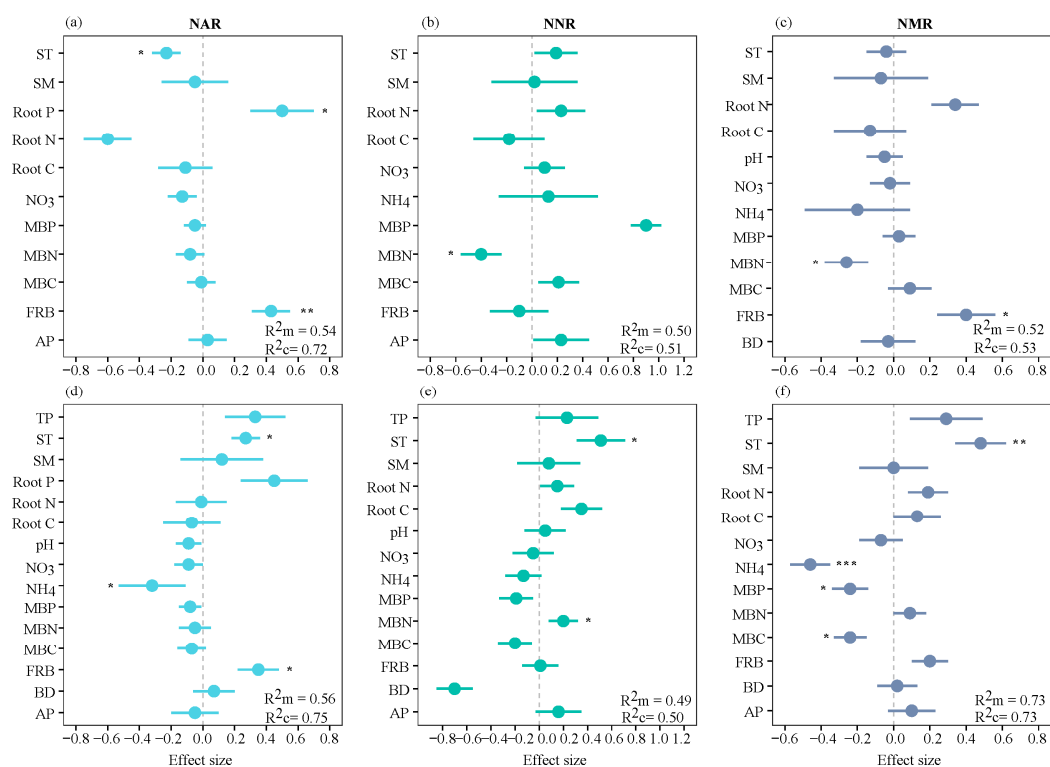 (a) NAR
ST *
SM
Root P *
Root N
Root C
NO3
MBP
MBN
MBC
FRB **
AP
R2m = 0.54
R2c= 0.72
−0.8 −0.6 −0.4 −0.2 0.0 0.2 0.4 0.6 0.8
(b) NNR
ST
SM
Root N
Root C
NO3
NH4
MBP
MBN *
MBC
FRB
AP
R2m = 0.50
R2c= 0.51
−0.8 −0.6 −0.4 −0.2 0.0 0.2 0.4 0.6 0.8 1.0 1.2
(c) NMR
ST
SM
Root N
Root C
pH
NO3
NH4
MBP
MBN *
MBC
FRB *
BD
R2m = 0.52
R2c= 0.53
−0.6 −0.4 −0.2 0.0 0.2 0.4 0.6 0.8
(d)
TP
ST *
SM
Root P
Root N
Root C
pH
NO3
NH4 *
MBP
MBN
MBC
FRB *
BD
AP
R2m = 0.56
R2c= 0.75
−0.8 −0.6 −0.4 −0.2 0.0 0.2 0.4 0.6 0.8
Effect size
(e)
TP
ST *
SM
Root N
Root C
pH
NO3
NH4
MBP
MBN *
MBC
FRB
BD
AP
R2m = 0.49
R2c= 0.50
−0.8 −0.6 −0.4 −0.2 0.0 0.2 0.4 0.6 0.8 1.0 1.2
Effect size
(f)
TP
ST **
SM
Root N
Root C
NO3
NH4 ***
MBP *
MBN
MBC *
FRB
BD
AP
R2m = 0.73
R2c= 0.73
−0.6 −0.4 −0.2 0.0 0.2 0.4 0.6 0.8
Effect size